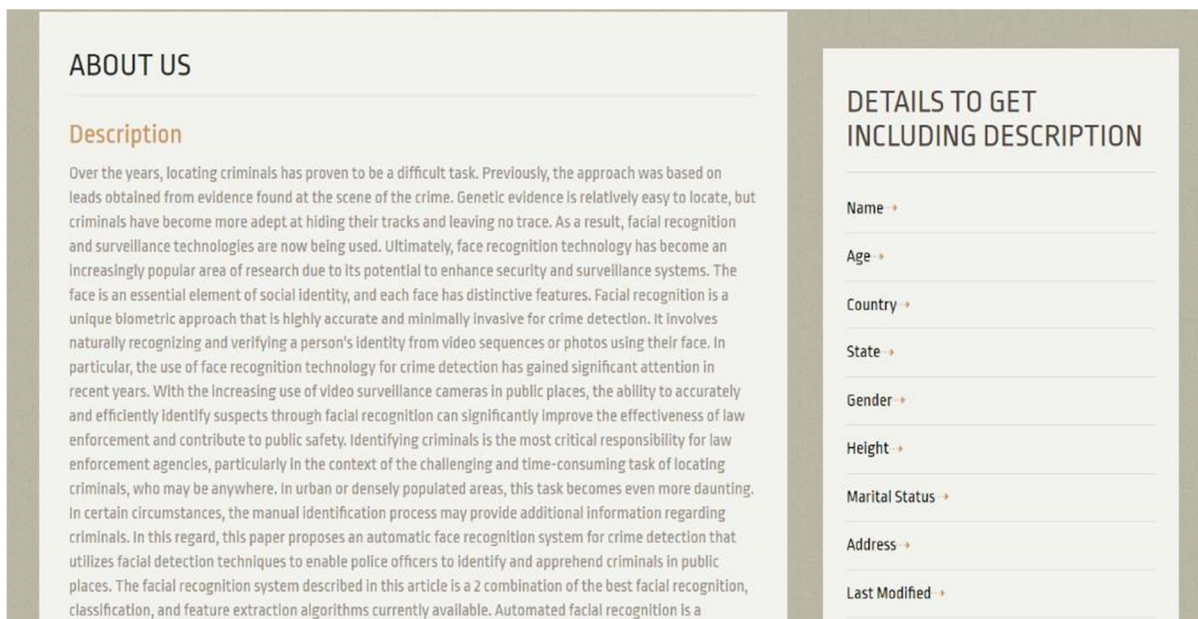 ABOUT US
Description
Over the years, locating criminals has proven to be a difficult task. Previously, the approach was based on
leads obtained from evidence found at the scene of the crime. Genetic evidence is relatively easy to locate, but
criminals have become more adept at hiding their tracks and leaving no trace. As a result, facial recognition
and surveillance technologies are now being used. Ultimately, face recognition technology has become an
increasingly popular area of research due to its potential to enhance security and surveillance systems. The
face is an essential element of social identity, and each face has distinctive features. Facial recognition is a
unique biometric approach that is highly accurate and minimally invasive for crime detection. It involves
naturally recognizing and verifying a person's identity from video sequences or photos using their face. In
particular, the use of face recognition technology for crime detection has gained significant attention in
recent years. With the increasing use of video surveillance cameras in public places, the ability to accurately
and efficiently identify suspects through facial recognition can significantly improve the effectiveness of law
enforcement and contribute to public safety. Identifying criminals is the most critical responsibility for law
enforcement agencies, particularly in the context of the challenging and time-consuming task of locating
criminals, who may be anywhere. In urban or densely populated areas, this task becomes even more daunting.
In certain circumstances, the manual identification process may provide additional information regarding
criminals. In this regard, this paper proposes an automatic face recognition system for crime detection that
utilizes facial detection techniques to enable police officers to identify and apprehend criminals in public
places. The facial recognition system described in this article is a 2 combination of the best facial recognition,
classification, and feature extraction algorithms currently available. Automated facial recognition is a
DETAILS TO GET
INCLUDING DESCRIPTION
Name
Age
Country
State
Gender
Height
Marital Status
Address
Last Modified